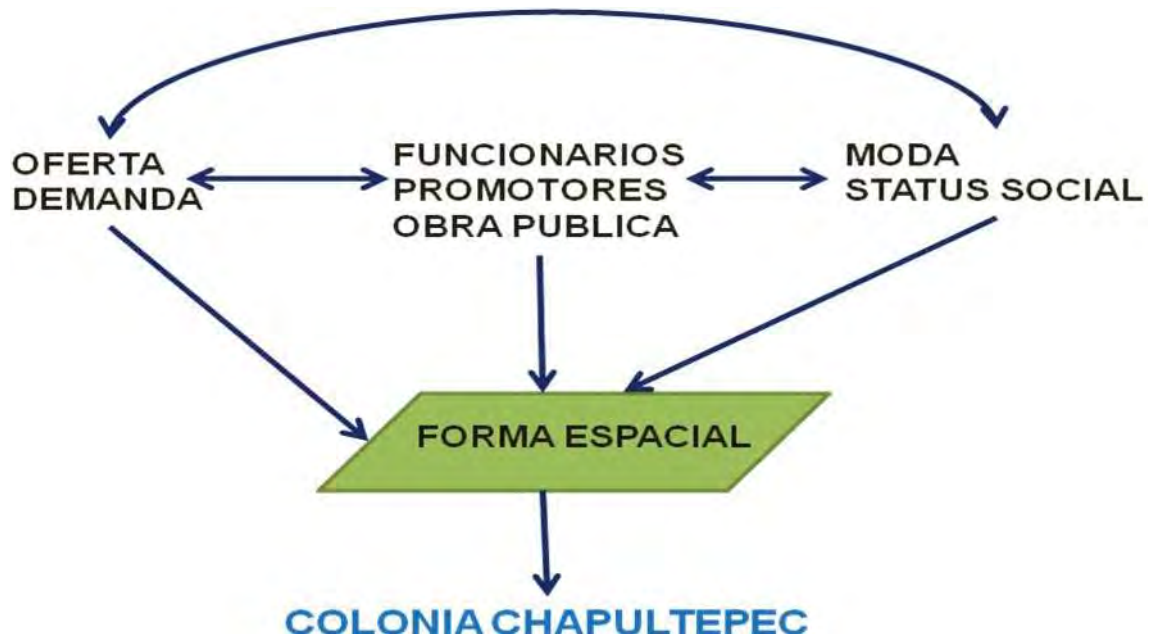 OFERTA
DEMANDA
FUNCIONARIOS
PROMOTORES
OBRA PUBLICA
MODA
STATUS SOCIAL
FORMA ESPACIAL
COLONIA CHAPULTEPEC